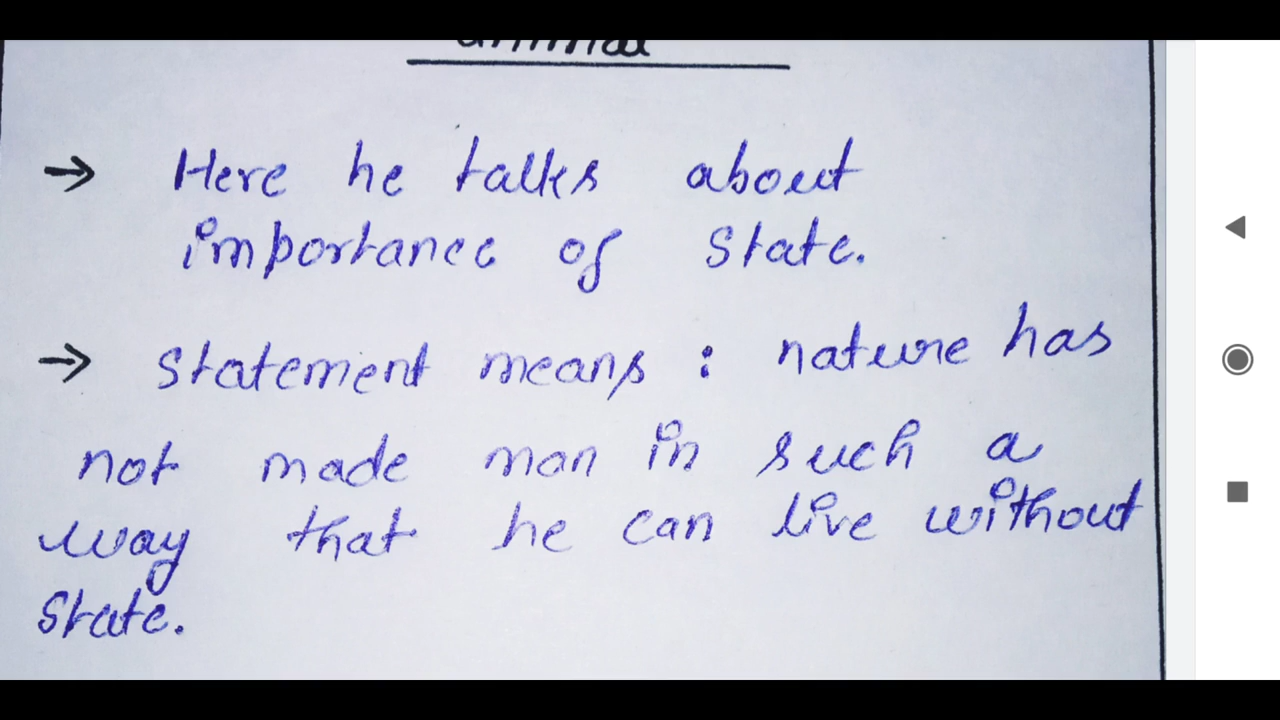 animal
→ Here he talks about
importance of State.
→ Statement means : nature has
not made man in such a
way that he can live without
State.